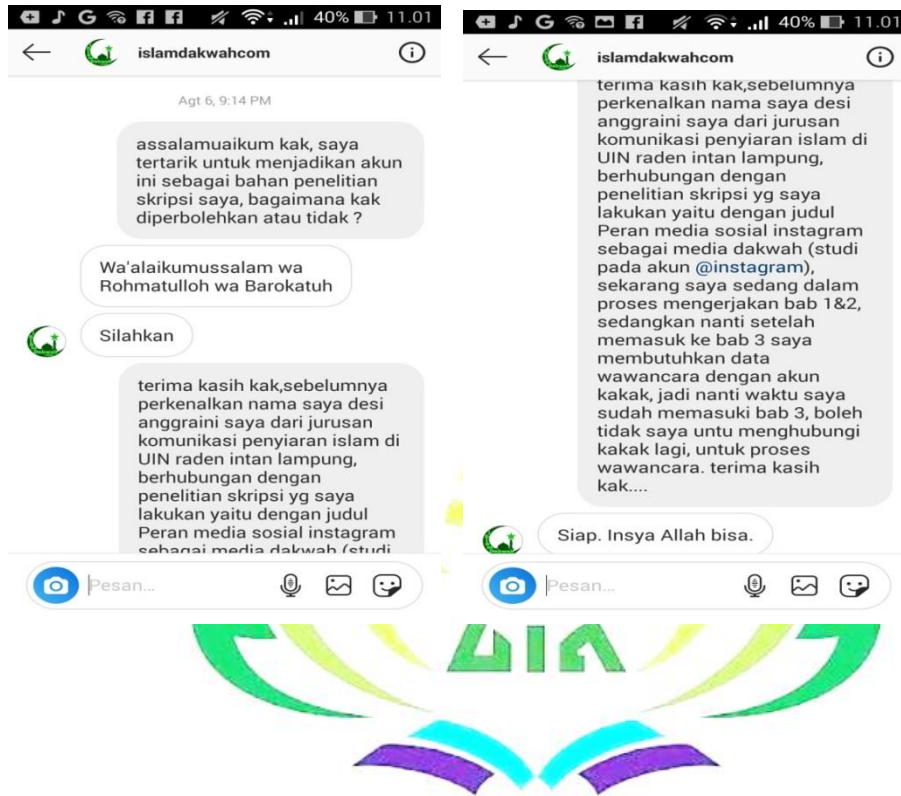 40% 11.01
islamdakwahcom
Agt 6, 9:14 PM
assalamuaikum kak, saya
tertarik untuk menjadikan akun
ini sebagai bahan penelitian
skripsi saya, bagaimana kak
diperbolehkan atau tidak ?
Wa'alaikumussalam wa
Rohmatulloh wa Barokatuh
Silahkan
terima kasih kak,sebelumnya
perkenalkan nama saya desi
anggraini saya dari jurusan
komunikasi penyiaran islam di
UIN raden intan lampung,
berhubungan dengan
penelitian skripsi yg saya
lakukan yaitu dengan judul
Peran media sosial instagram
sebagai media dakwah (studi
Pesan...
40% 11.01
islamdakwahcom
terima kasih kak,sebelumnya
perkenalkan nama saya desi
anggraini saya dari jurusan
komunikasi penyiaran islam di
UIN raden intan lampung,
berhubungan dengan
penelitian skripsi yg saya
lakukan yaitu dengan judul
Peran media sosial instagram
sebagai media dakwah (studi
pada akun @instagram),
sekarang saya sedang dalam
proses mengerjakan bab 1&2,
sedangkan nanti setelah
memasuk ke bab 3 saya
membutuhkan data
wawancara dengan akun
kakak, jadi nanti waktu saya
sudah memasuki bab 3, boleh
tidak saya untu menghubungi
kakak lagi, untuk proses
wawancara. terima kasih
kak....
Siap. Insya Allah bisa.
Pesan...